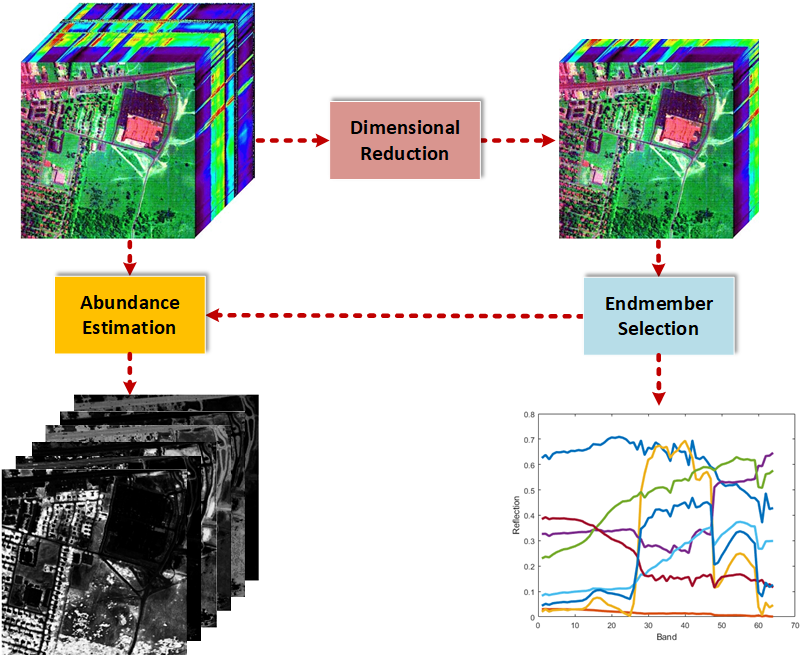 Dimensional
Reduction
Abundance
Estimation
Endmember
Selection
0.8
0.7
0.6
0.5
0.4
0.3
0.2
0.1
0
Reflection
0
10
20
30
40
50
60
70
Band